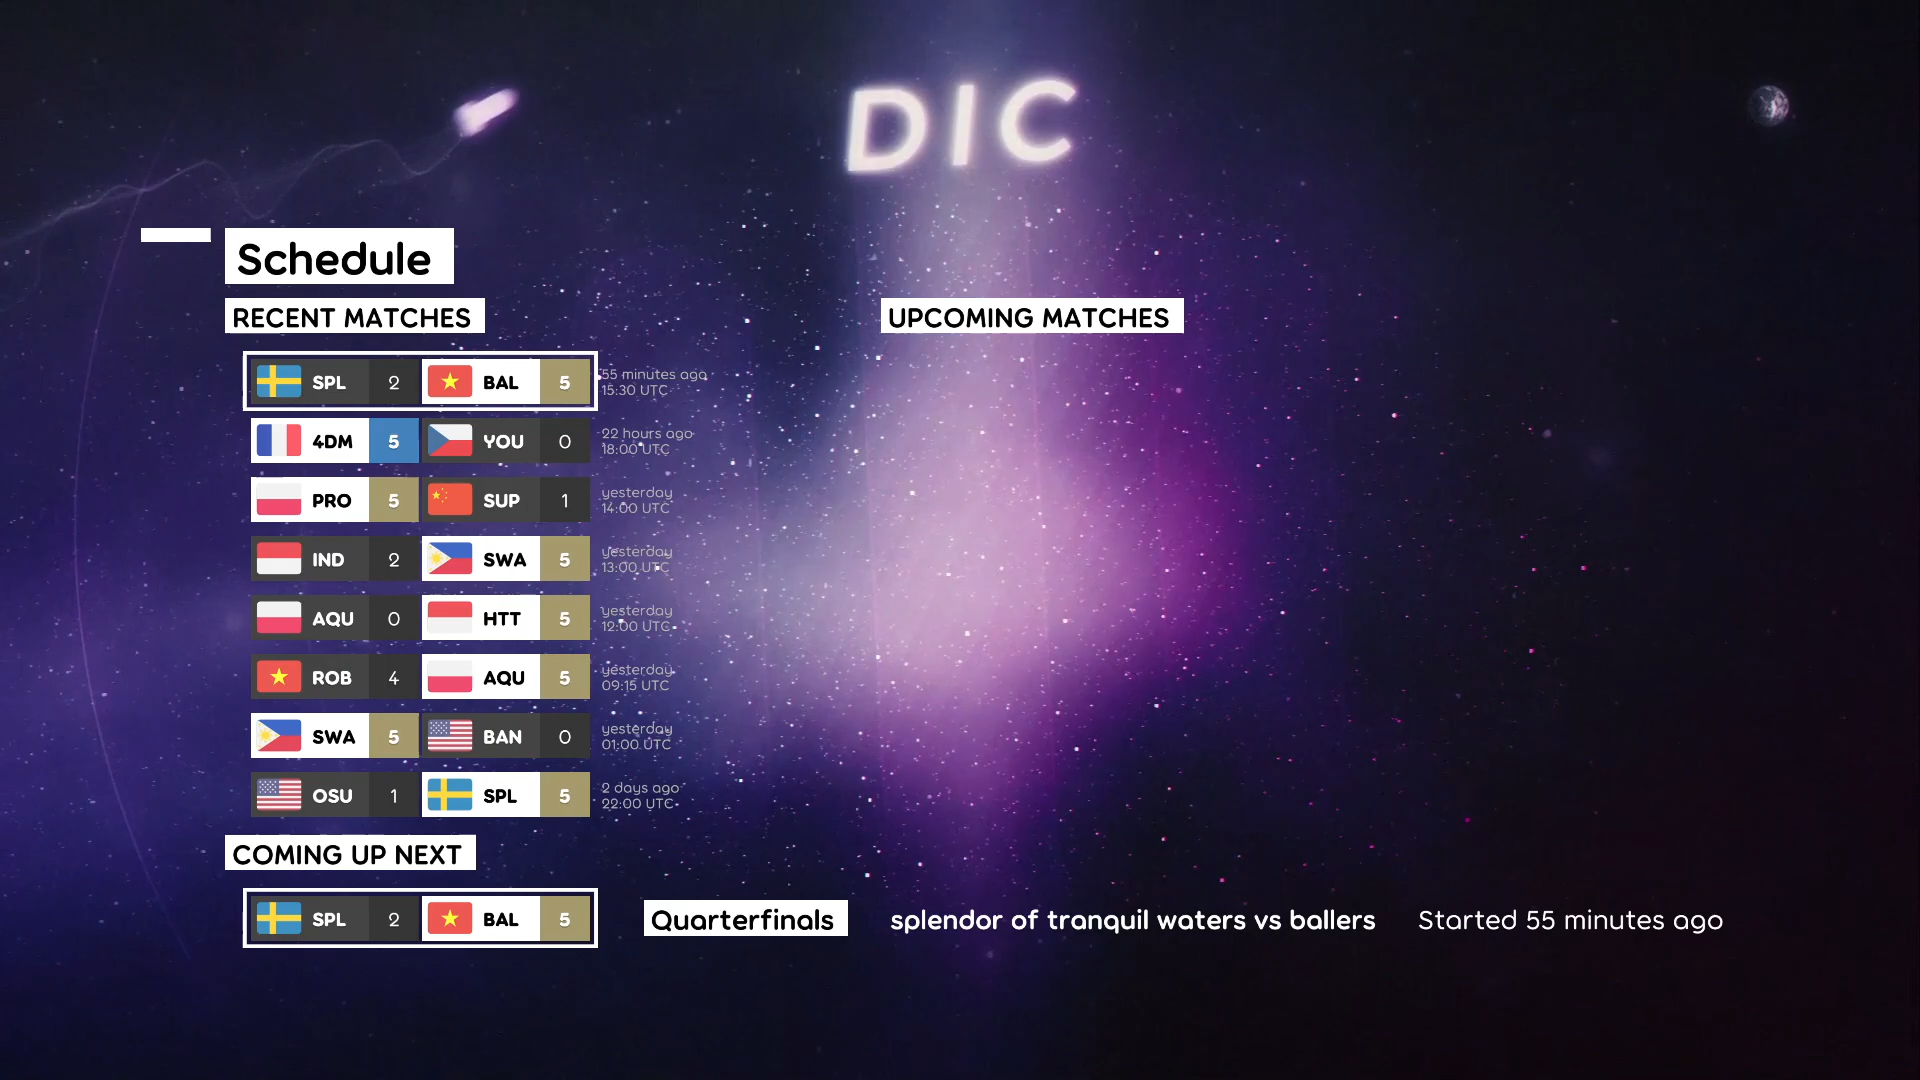 DIC
Schedule
RECENT MATCHES
SPL 2 BAL 5 55 minutes ago
15:30 UTC
4DM 5 YOU 0 22 hours ago
18:00 UTC
PRO 5 SUP 1 yesterday
14:00 UTC
IND 2 SWA 5 yesterday
13:00 UTC
AQU 0 HTT 5 yesterday
12:00 UTC
ROB 4 AQU 5 yesterday
09:15 UTC
SWA 5 BAN 0 yesterday
01:00 UTC
OSU 1 SPL 5 2 days ago
22:00 UTC
UPCOMING MATCHES
COMING UP NEXT
SPL 2 BAL 5 Quarterfinals splendor of tranquil waters vs ballers Started 55 minutes ago